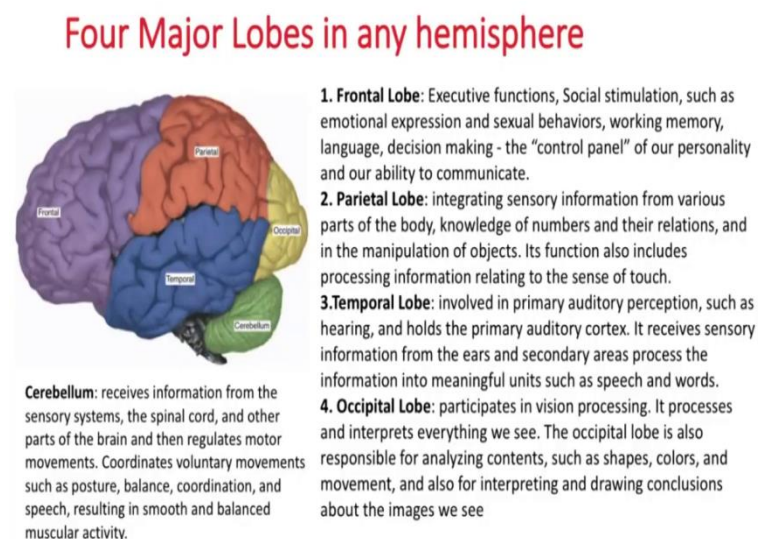 Four Major Lobes in any hemisphere
Parietal
Frontal
Occipital
Temporal
Cerebellum
Cerebellum: receives information from the
sensory systems, the spinal cord, and other
parts of the brain and then regulates motor
movements. Coordinates voluntary movements
such as posture, balance, coordination, and
speech, resulting in smooth and balanced
muscular activity.
1. Frontal Lobe: Executive functions, Social stimulation, such as
emotional expression and sexual behaviors, working memory,
language, decision making - the “control panel” of our personality
and our ability to communicate.
2. Parietal Lobe: integrating sensory information from various
parts of the body, knowledge of numbers and their relations, and
in the manipulation of objects. Its function also includes
processing information relating to the sense of touch.
3.Temporal Lobe: involved in primary auditory perception, such as
hearing, and holds the primary auditory cortex. It receives sensory
information from the ears and secondary areas process the
information into meaningful units such as speech and words.
4. Occipital Lobe: participates in vision processing. It processes
and interprets everything we see. The occipital lobe is also
responsible for analyzing contents, such as shapes, colors, and
movement, and also for interpreting and drawing conclusions
about the images we see